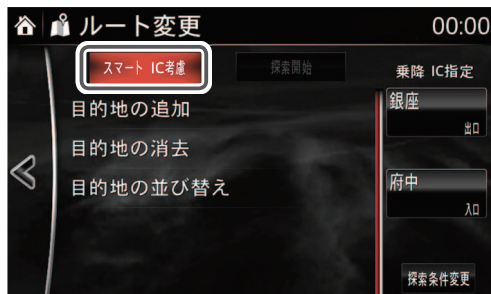 ルート変更
00:00
スマート IC考慮
探索開始
乗降 IC指定
目的地の追加
目的地の消去
目的地の並び替え
銀座
出口
府中
入口
探索条件変更